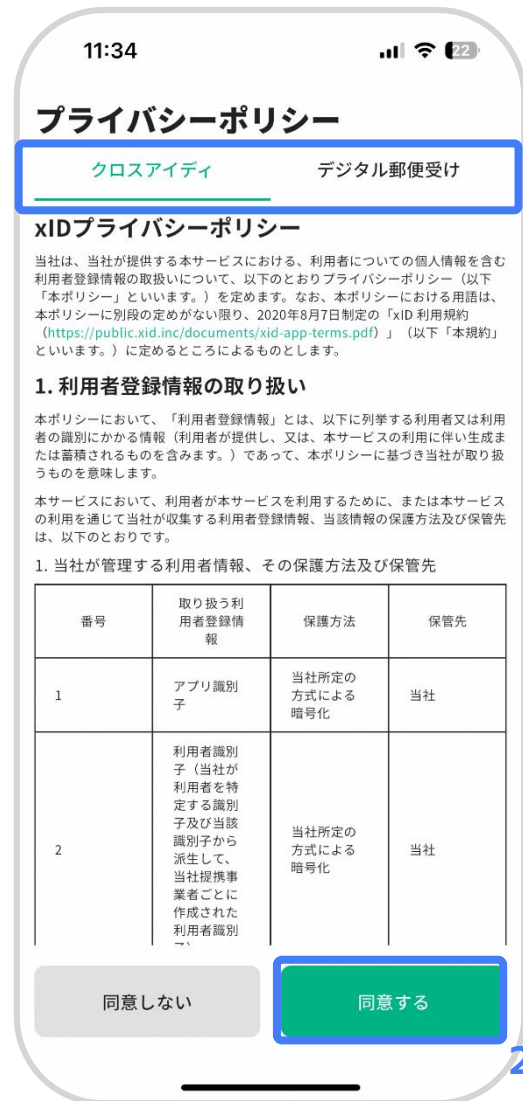 11:34
22
プライバシーポリシー
クロスアイディ
デジタル郵便受け
xIDプライバシーポリシー
当社は、当社が提供する本サービスにおける、利用者についての個人情報を含む
利用者登録情報の取扱いについて、以下のとおりプライバシーポリシー（以下
「本ポリシー」といいます。）を定めます。なお、本ポリシーにおける用語は、
本ポリシーに別段の定めがない限り、2020年8月7日制定の「xID 利用規約
（https://public.xid.inc/documents/xid-app-terms.pdf）」（以下「本規約」
といいます。）に定めるところによるものとします。
1. 利用者登録情報の取り扱い
本ポリシーにおいて、「利用者登録情報」とは、以下に列挙する利用者又は利用
者の識別にかかる情報（利用者が提供し、又は、本サービスの利用に伴い生成ま
たは蓄積されるものを含みます。）であって、本ポリシーに基づき当社が取り扱
うものを意味します。
本サービスにおいて、利用者が本サービスを利用するために、または本サービス
の利用を通じて当社が収集する利用者登録情報、当該情報の保護方法及び保管先
は、以下のとおりです。
1. 当社が管理する利用者情報、その保護方法及び保管先
番号
取り扱う利
用者登録情
報
保護方法
保管先
1
アプリ識別
子
当社所定の
方式による
暗号化
当社
2
利用者識別
子（当社が
利用者を特
定する識別
子及び当該
識別子から
派生して、
当社提携事
業者ごとに
作成された
利用者識別
当社所定の
方式による
暗号化
当社
同意しない
同意する
2